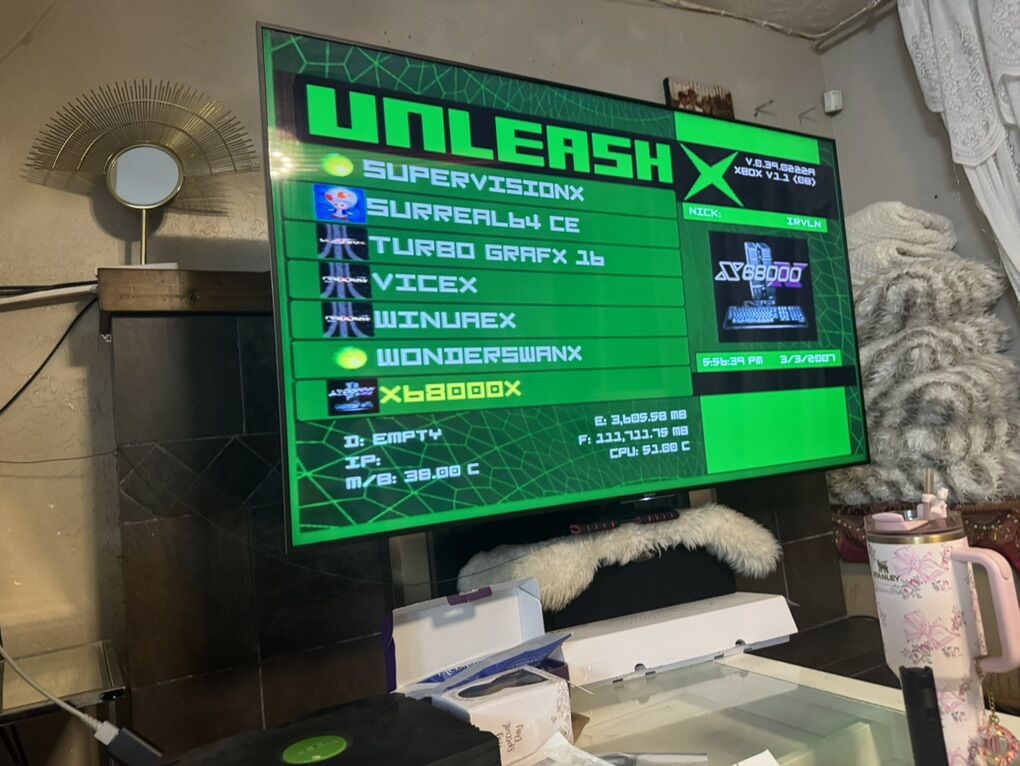 UNLEASH
V.0.39.0222A
XBOX V1.1 (08)
SUPERVISIONX
SURREAL64 CE
TURBO GRAFX 16
VICEX
WINUAEX
WONDERSWANX
X68000X
NICK: IRVLN
X68000
5:56:39 PM 3/3/2007
D: EMPTY
IP:
M/B: 38.00 C
E: 3,605.58 MB
F: 111,711.75 MB
CPU: 51.00 C
STANLEY